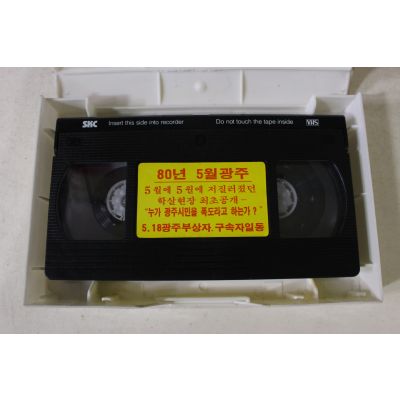 SKC Insert this side into recorder Do not touch the tape inside VHS
80년 5월광주
5월에 5월에 저질러졌던
학살현장 최초공개-
"누가 광주시민을 폭도라고 하는가?"
5.18광주부상자.구속자일동